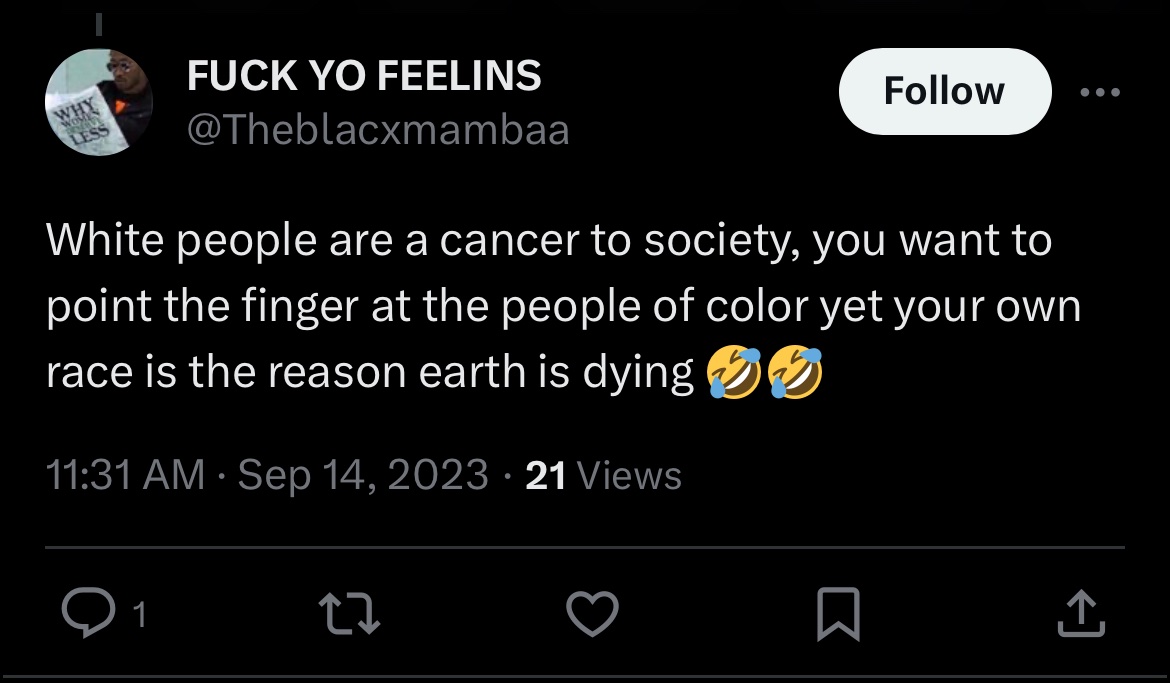 FUCK YO FEELINS
@Theblacxmambaa
Follow
WHY
LESS
White people are a cancer to society, you want to
point the finger at the people of color yet your own
race is the reason earth is dying 🤣🤣
11:31 AM · Sep 14, 2023 · 21 Views
1